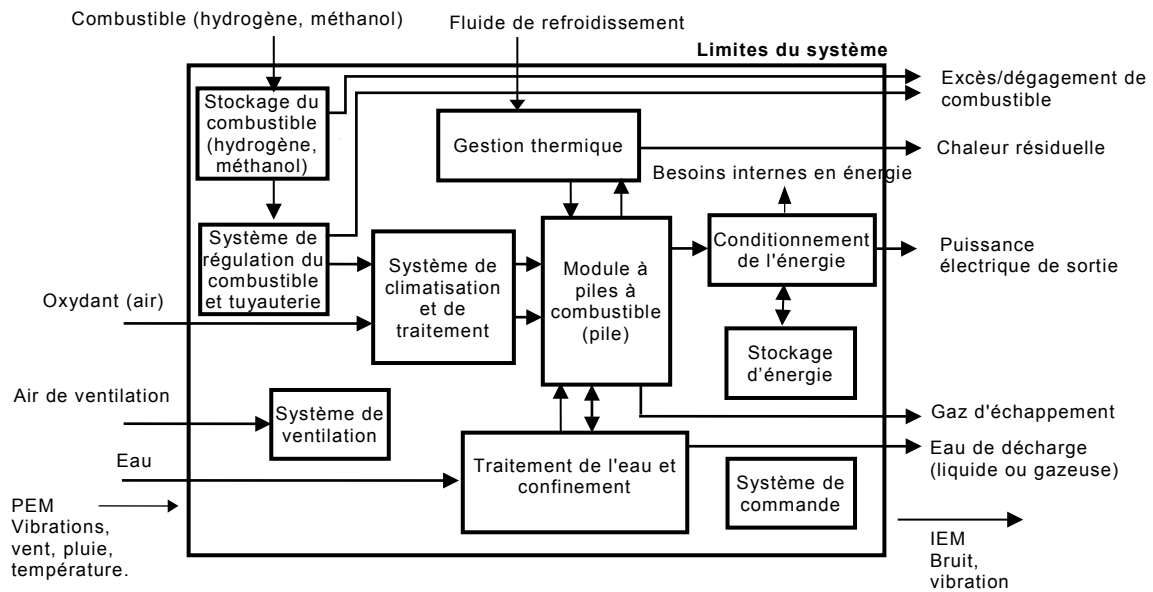 Combustible (hydrogène, méthanol)
Fluide de refroidissement
Limites du système
Stockage du
combustible
(hydrogène,
méthanol)
Excès/dégagement de
combustible
Gestion thermique
Chaleur résiduelle
Besoins internes en énergie
Système de
régulation du
combustible
et tuyauterie
Système de
climatisation
et de
traitement
Module à
piles à
combustible
(pile)
Conditionnement
de l'énergie
Puissance
électrique de sortie
Oxydant (air)
Stockage
d’énergie
Air de ventilation
Système de
ventilation
Gaz d'échappement
Eau
Traitement de l'eau et
confinement
Eau de décharge
(liquide ou gazeuse)
Système de
commande
PEM
Vibrations,
vent, pluie,
température.
IEM
Bruit,
vibration